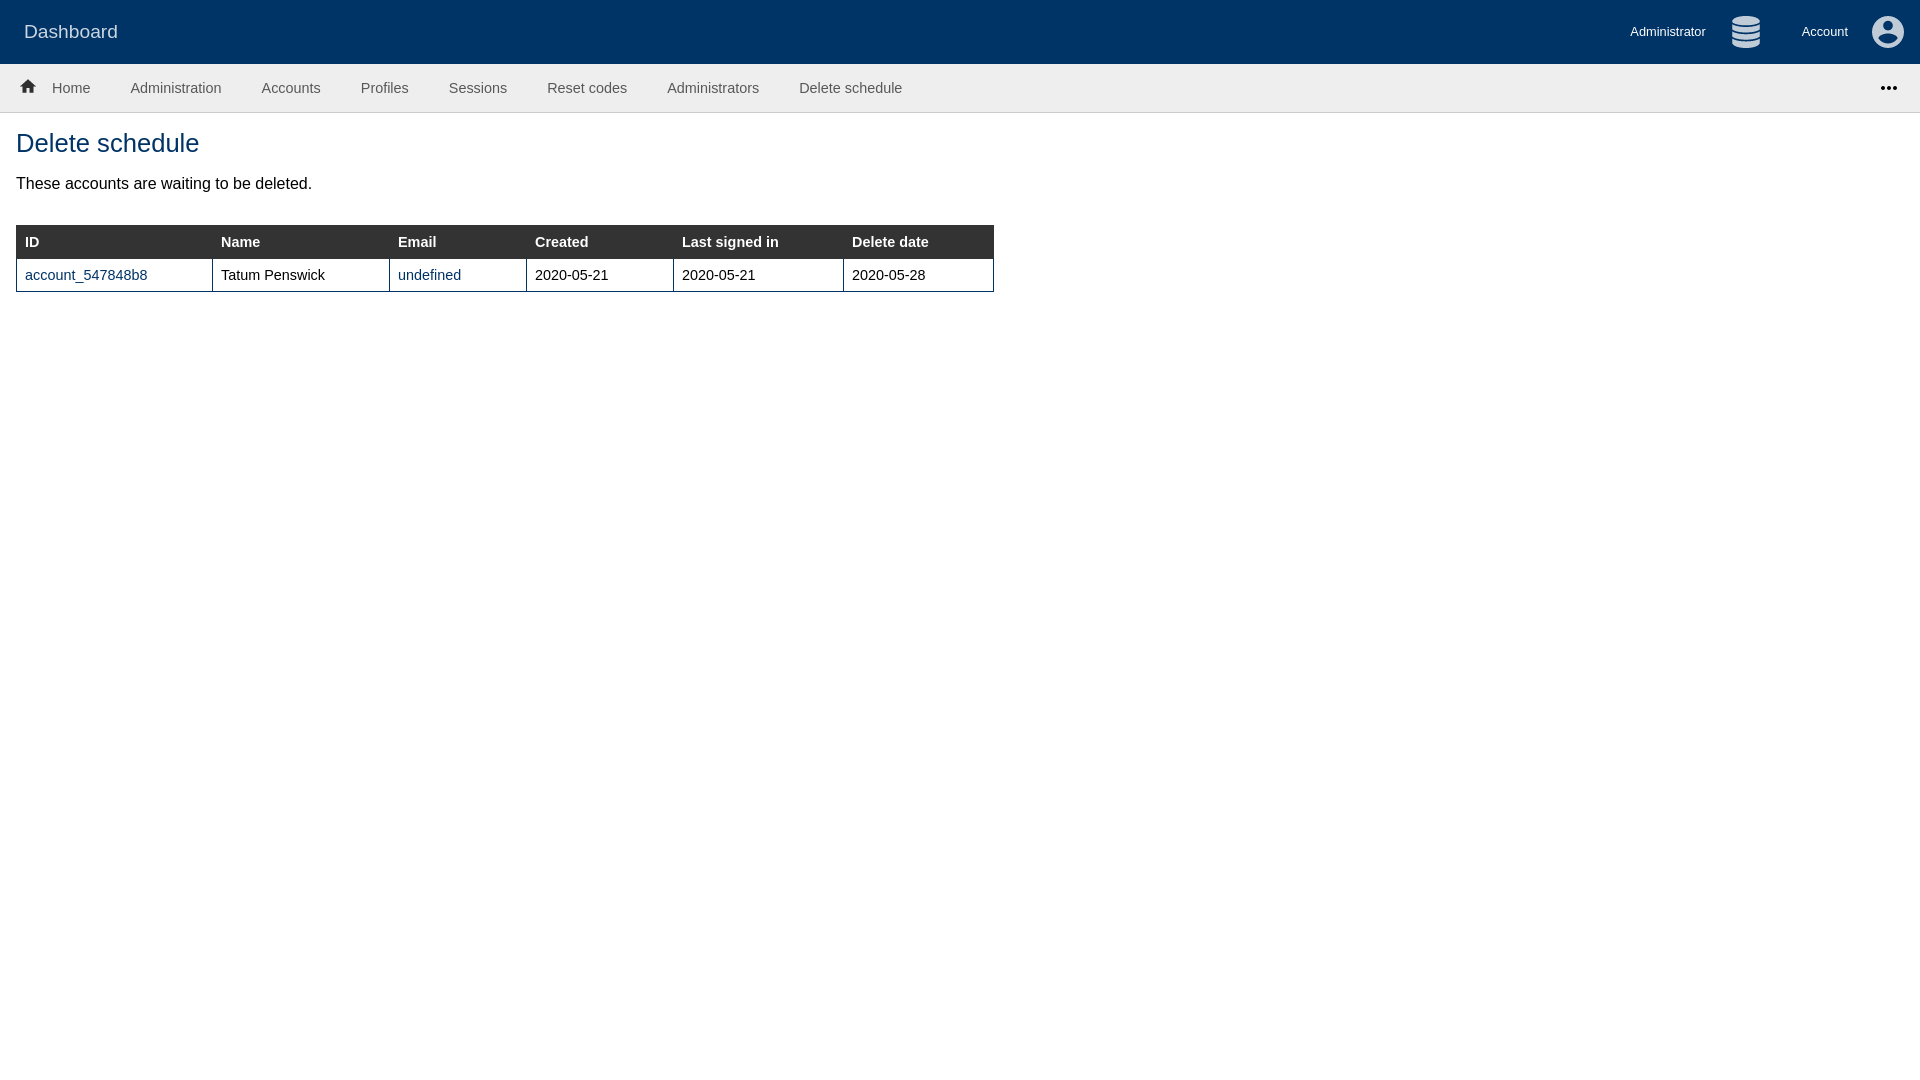 Dashboard Administrator Account
Home Administration Accounts Profiles Sessions Reset codes Administrators Delete schedule
Delete schedule
These accounts are waiting to be deleted.
ID Name Email Created Last signed in Delete date
account_547848b8 Tatum Penswick undefined 2020-05-21 2020-05-21 2020-05-28